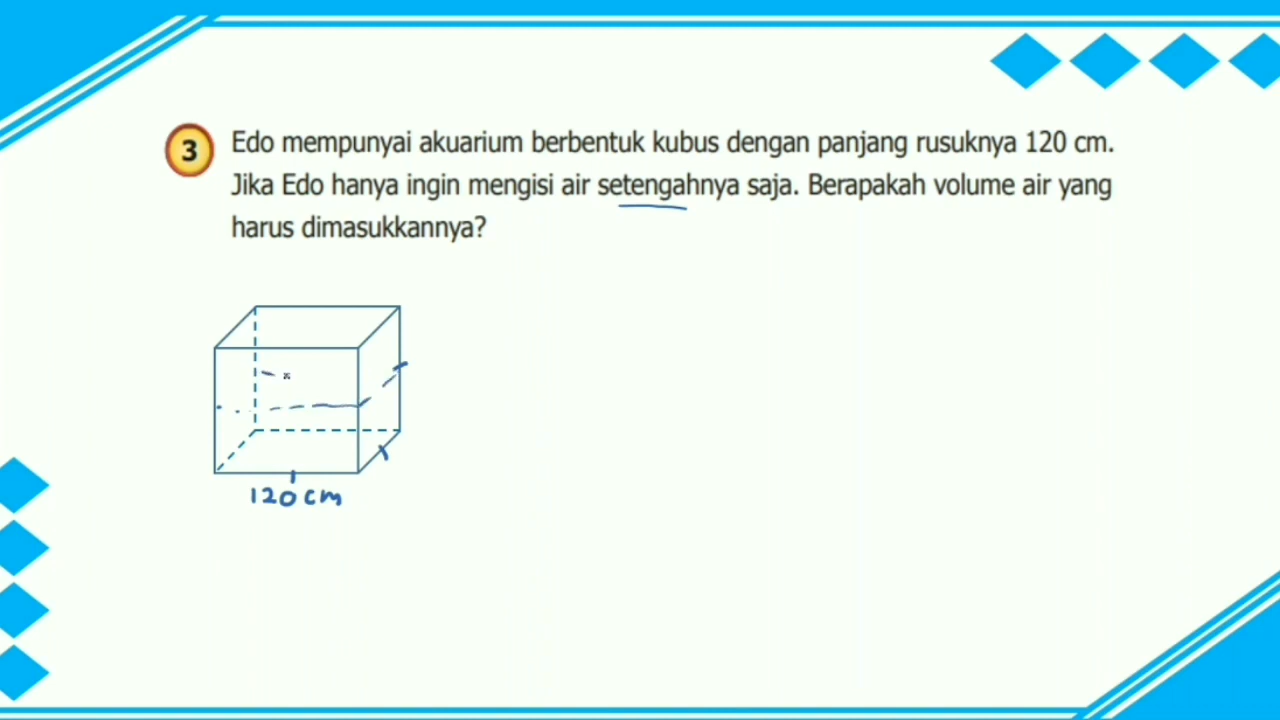 3
Edo mempunyai akuarium berbentuk kubus dengan panjang rusuknya 120 cm.
Jika Edo hanya ingin mengisi air setengahnya saja. Berapakah volume air yang
harus dimasukkannya?
120 cm